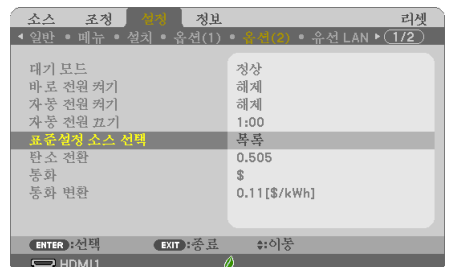 소스 조정 설정 정보 리셋
일반 • 메뉴 • 설치 • 옵션(1) • 옵션(2) • 유선 LAN 1/2
대기 모드 정상
바로 전원 켜기 해제
자동 전원 켜기 해제
자동 전원 끄기 1:00
표준설정 소스 선택 목록
탄소 전환 0.505
통화 $
통화 변환 0.11[$/kWh]
ENTER :선택 EXIT :종료 :이동
HDMI1